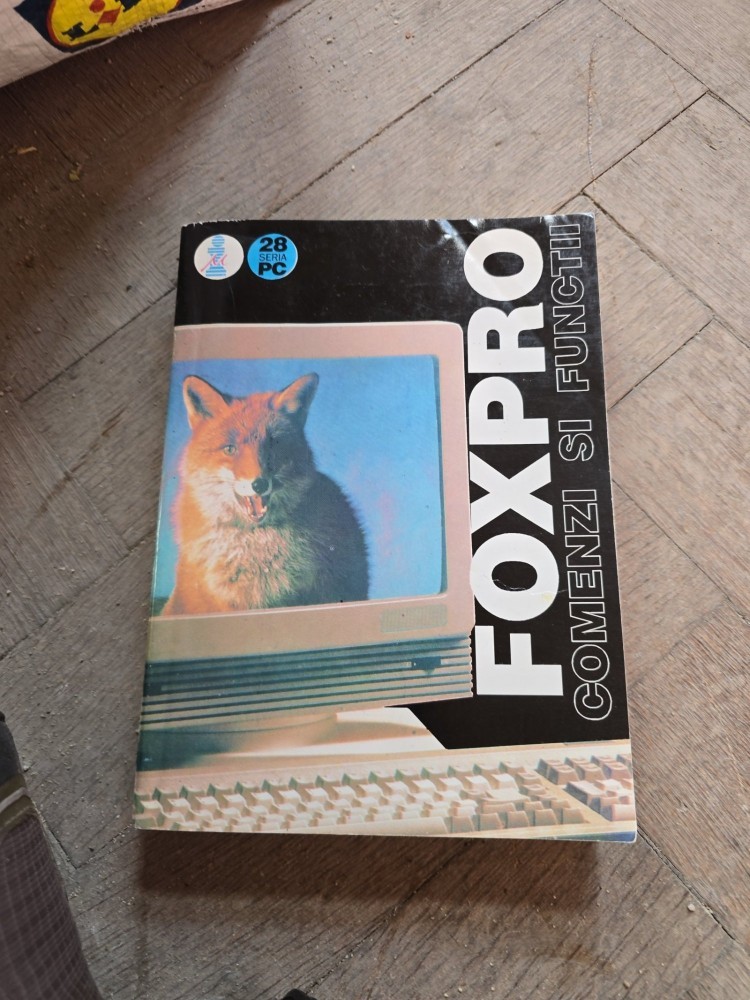 28
SERIA
PC
FOXPRO
COMENZI SI FUNCTII